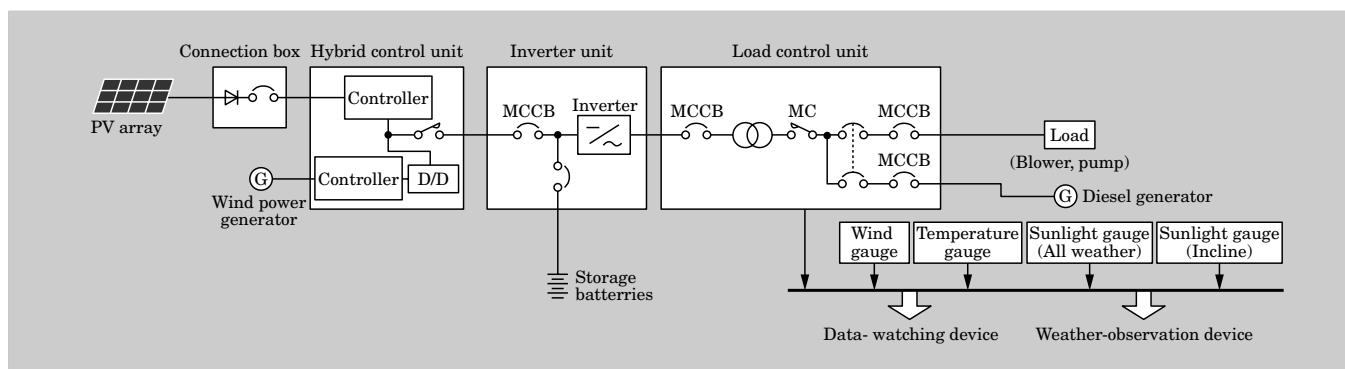 Connection box
Hybrid control unit
Inverter unit
Load control unit
PV array
Controller
MCCB
Inverter
MCCB
MC
MCCB
Load
(Blower, pump)
MCCB
G
Wind power
generator
Controller
D/D
G
Diesel generator
Storage
batterries
Wind
gauge
Temperature
gauge
Sunlight gauge
(All weather)
Sunlight gauge
(Incline)
Data- watching device
Weather-observation device